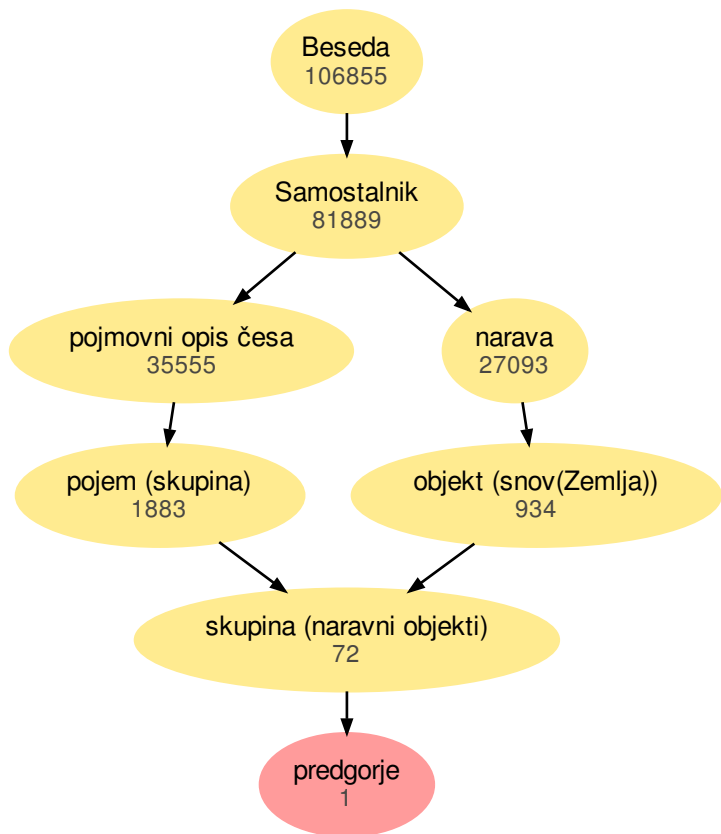 Beseda
106855
Samostalnik
81889
pojmovni opis česa
35555
narava
27093
pojem (skupina)
1883
objekt (snov(Zemlja))
934
skupina (naravni objekti)
72
predgorje
1